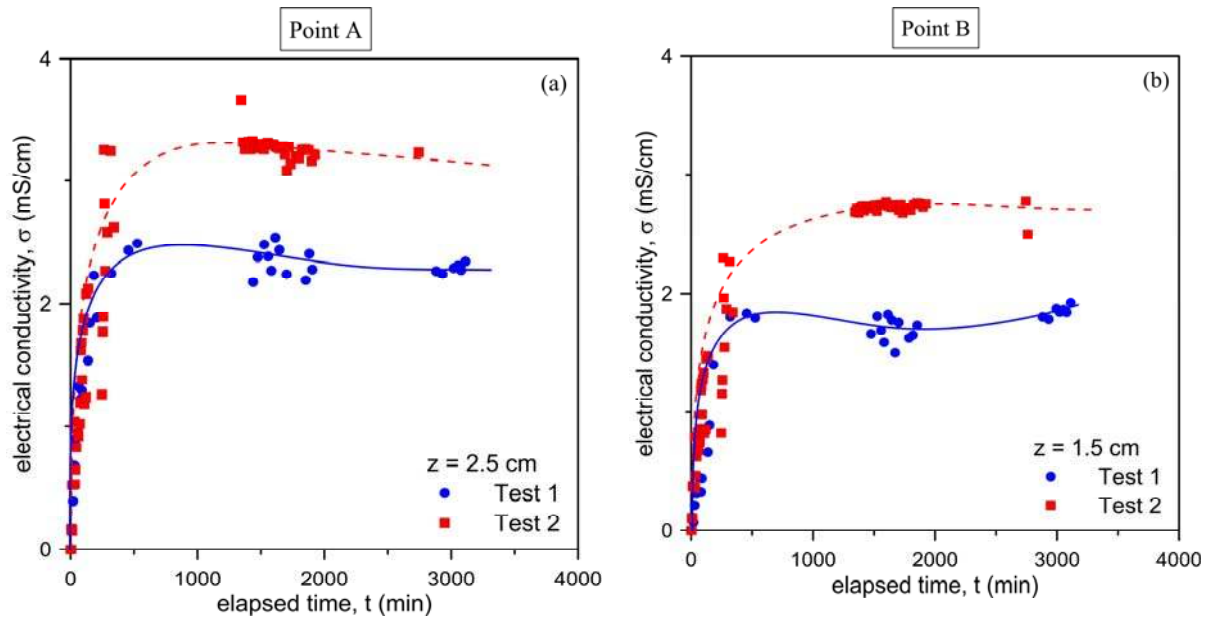 Point A
(a)
4
2
0
electrical conductivity, σ (mS/cm)
z = 2.5 cm
Test 1
Test 2
0 1000 2000 3000 4000
elapsed time, t (min)
Point B
(b)
4
2
0
electrical conductivity, σ (mS/cm)
z = 1.5 cm
Test 1
Test 2
0 1000 2000 3000 4000
elapsed time, t (min)